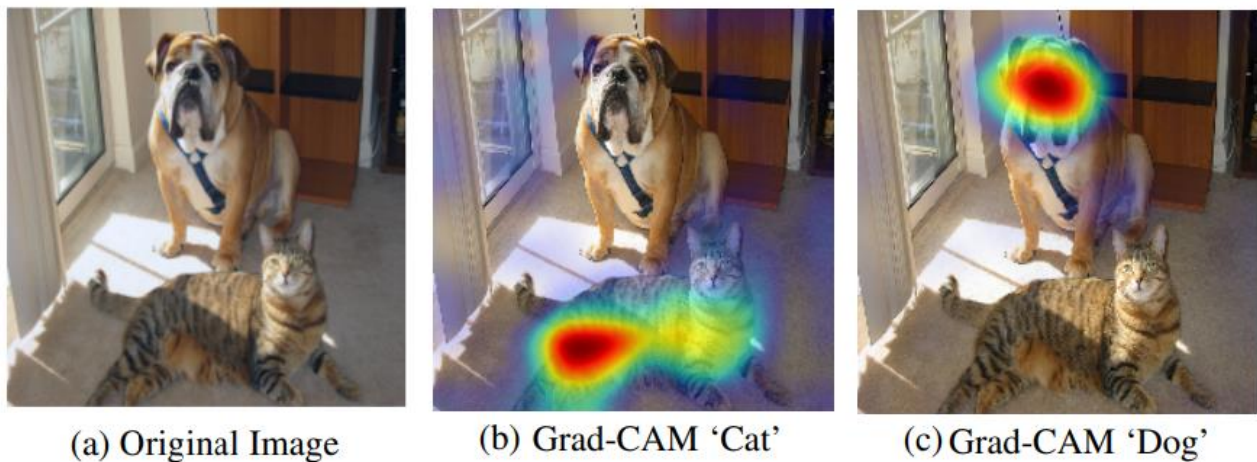 (a) Original Image
(b) Grad-CAM ‘Cat’
(c) Grad-CAM ‘Dog’